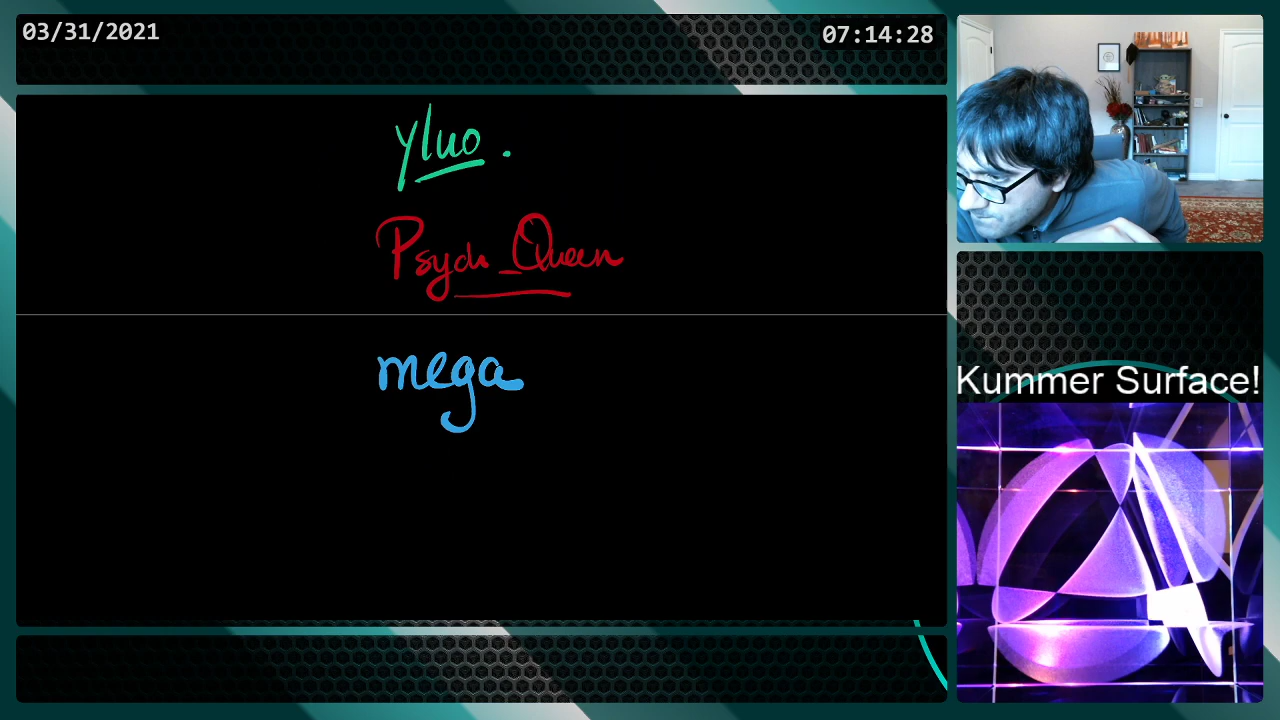 03/31/2021
07:14:28
yluo.
Psych_Queen
mega
Kummer Surface!